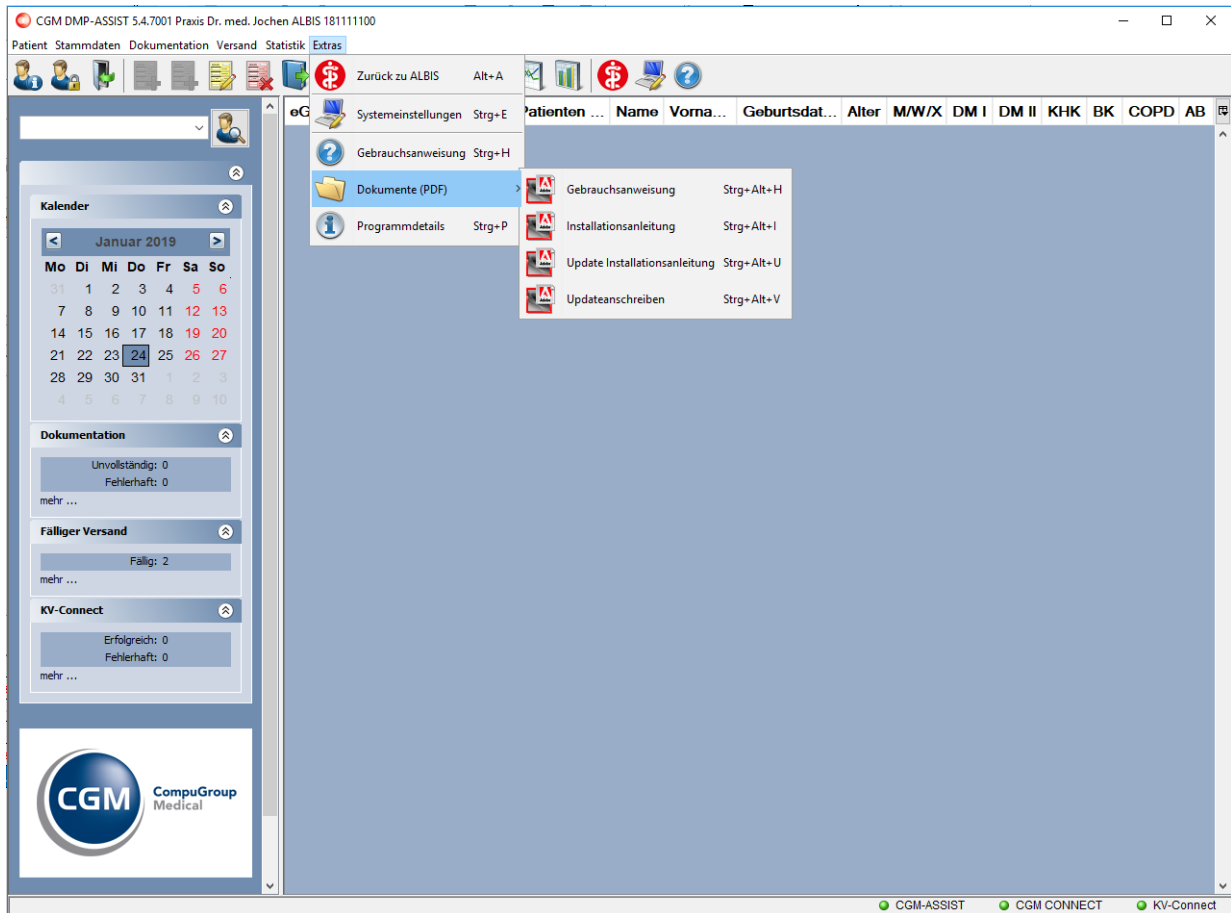 CGM DMP-ASSIST 5.4.7001 Praxis Dr. med. Jochen ALBIS 181111100
Patient Stammdaten Dokumentation Versand Statistik Extras
Zurück zu ALBIS Alt+A
Systemeinstellungen Strg+E
Gebrauchsanweisung Strg+H
Dokumente (PDF)
Programmdetails Strg+P
Gebrauchsanweisung Strg+Alt+H
Installationsanleitung Strg+Alt+I
Update Installationsanleitung Strg+Alt+U
Updateanschreiben Strg+Alt+V
eG
Patienten ... Name Vorna... Geburtsdat... Alter M/W/X DM I DM II KHK BK COPD AB
Kalender
< Januar 2019 >
Mo Di Mi Do Fr Sa So
31 1 2 3 4 5 6
7 8 9 10 11 12 13
14 15 16 17 18 19 20
21 22 23 24 25 26 27
28 29 30 31 1 2 3
4 5 6 7 8 9 10
Dokumentation
Unvollständig: 0
Fehlerhaft: 0
mehr ...
Fälliger Versand
Fällig: 2
mehr ...
KV-Connect
Erfolgreich: 0
Fehlerhaft: 0
mehr ...
CGM CompuGroup
Medical
CGM-ASSIST CGM CONNECT KV-Connect